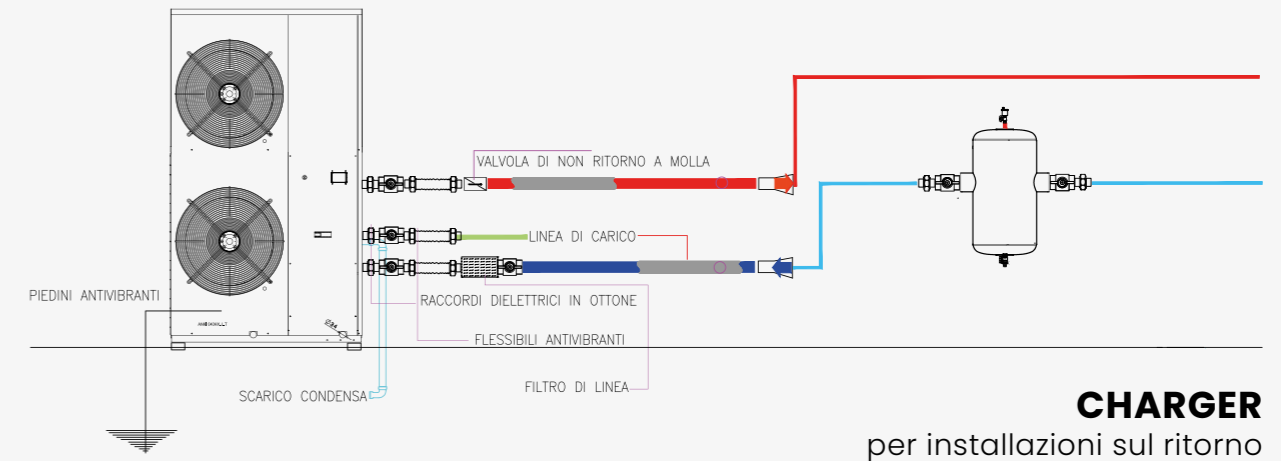 VALVOLA DI NON RITORNO A MOLLA
LINEA DI CARICO
PIEDINI ANTIVIBRANTI
RACCORDI DIELETTRICI IN OTTONE
FLESSIBILI ANTIVIBRANTI
FILTRO DI LINEA
SCARICO CONDENSA
CHARGER
per installazioni sul ritorno